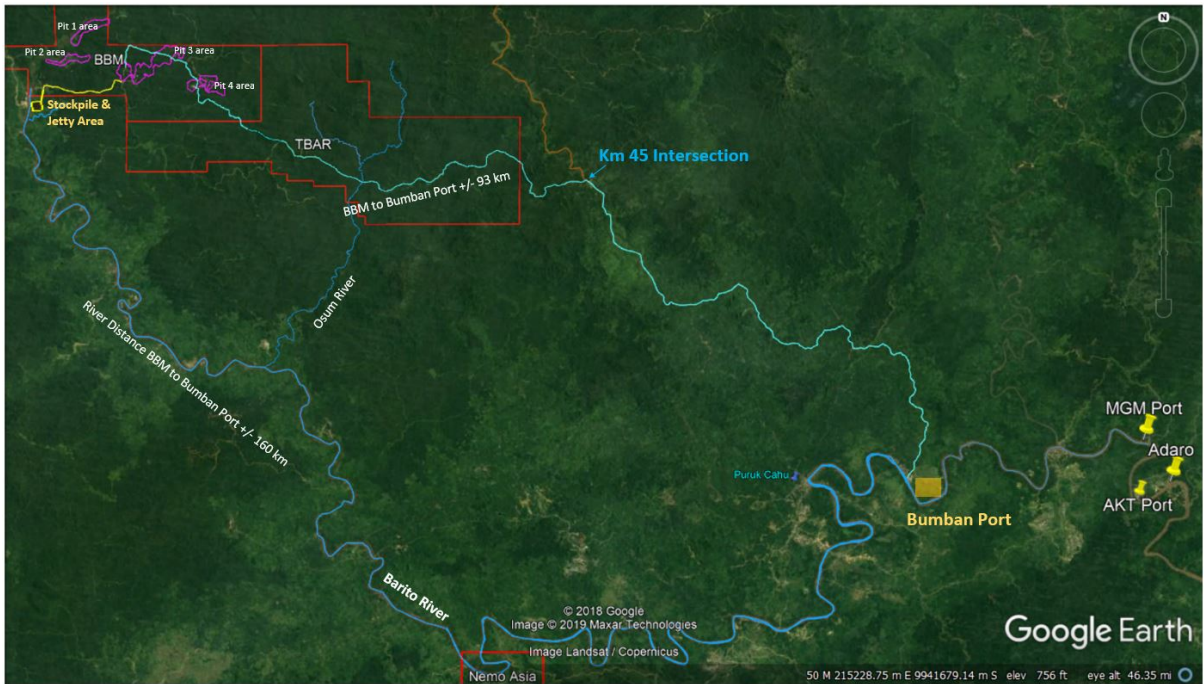 Pit 1 area
Pit 2 area
BBM
Pit 3 area
Pit 4 area
Stockpile &
Jetty Area
TBAR
Km 45 Intersection
BBM to Bumban Port +/- 93 km
Osum River
River Distance BBM to Bumban Port +/- 160 km
MGM Port
Adaro
AKT Port
Puruk Cahu
Bumban Port
Barito River
Nemo Asia
© 2018 Google
Image © 2019 Maxar Technologies
Image Landsat / Copernicus
Google Earth
50 M 215228.75 m E 9941679.14 m S elev 756 ft eye alt 46.35 mi
N